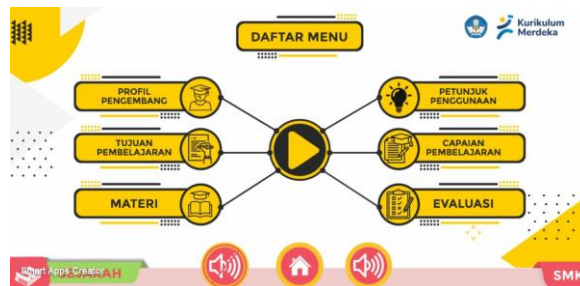 DAFTAR MENU
Kurikulum
Merdeka
PROFIL
PENGEMBANG
PETUNJUK
PENGGUNAAN
TUJUAN
PEMBELAJARAN
CAPAIAN
PEMBELAJARAN
MATERI
EVALUASI
Smart Apps Creator
SMK